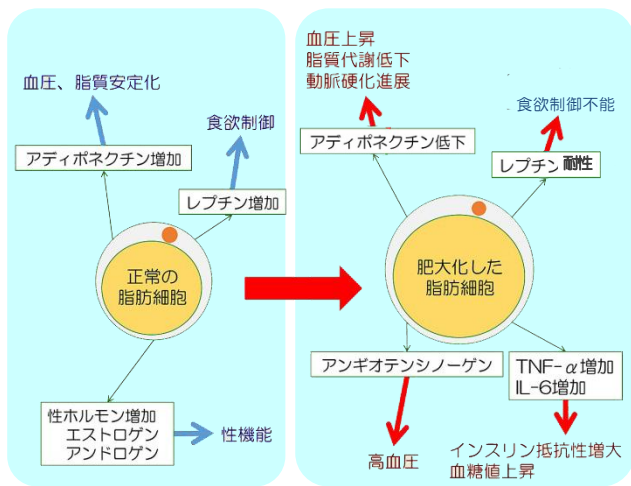 血圧、脂質安定化
食欲制御
アディポネクチン増加
レプチン増加
正常の
脂肪細胞
性ホルモン増加
エストロゲン
アンドロゲン
性機能
血圧上昇
脂質代謝低下
動脈硬化進展
食欲制御不能
アディポネクチン低下
レプチン耐性
肥大化した
脂肪細胞
アンギオテンシノーゲン
TNF-α増加
IL-6増加
高血圧
インスリン抵抗性増大
血糖値上昇